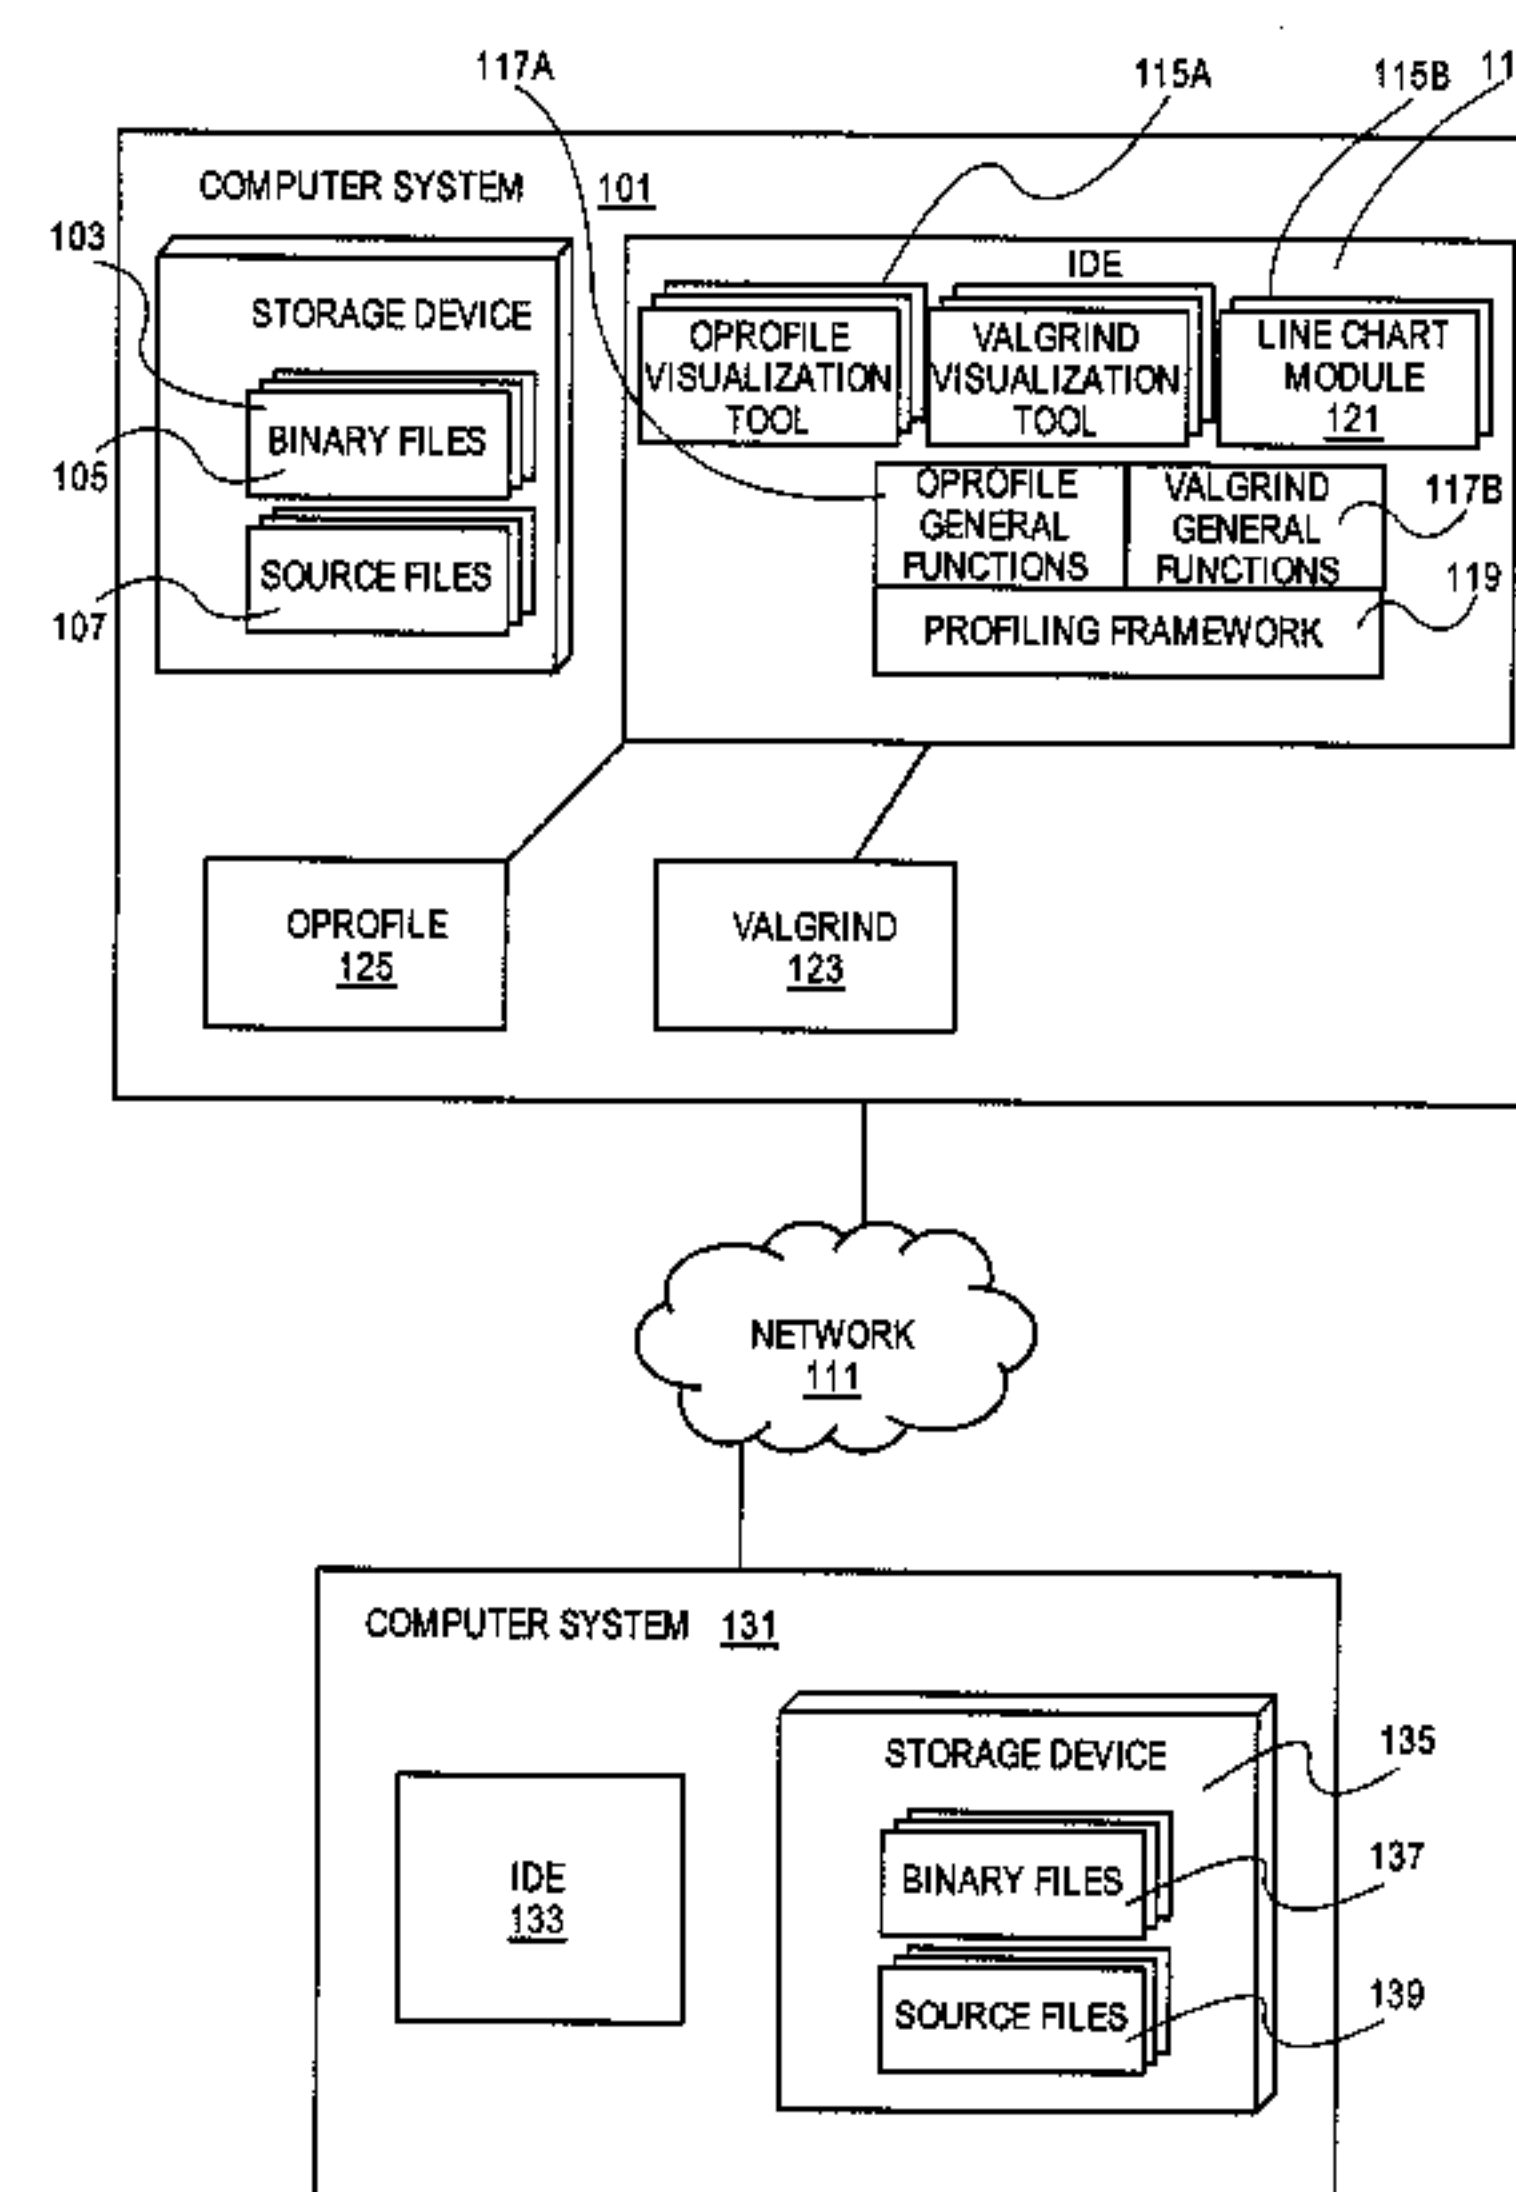 117A
115A
115B
11
COMPUTER SYSTEM 101
103
IDE
STORAGE DEVICE
OPROFILE
VISUALIZATION
TOOL
VALGRIND
VISUALIZATION
TOOL
LINE CHART
MODULE
121
BINARY FILES
105
OPROFILE
GENERAL
FUNCTIONS
VALGRIND
GENERAL
FUNCTIONS
117B
SOURCE FILES
107
119
PROFILING FRAMEWORK
OPROFILE
125
VALGRIND
123
NETWORK
111
COMPUTER SYSTEM 131
STORAGE DEVICE
135
IDE
133
BINARY FILES
137
SOURCE FILES
139